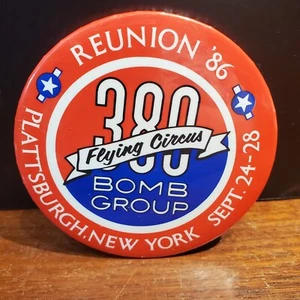 REUNION '86
380
Flying Circus
BOMB
GROUP
PLATTSBURGH, NEW YORK SEPT. 24-28